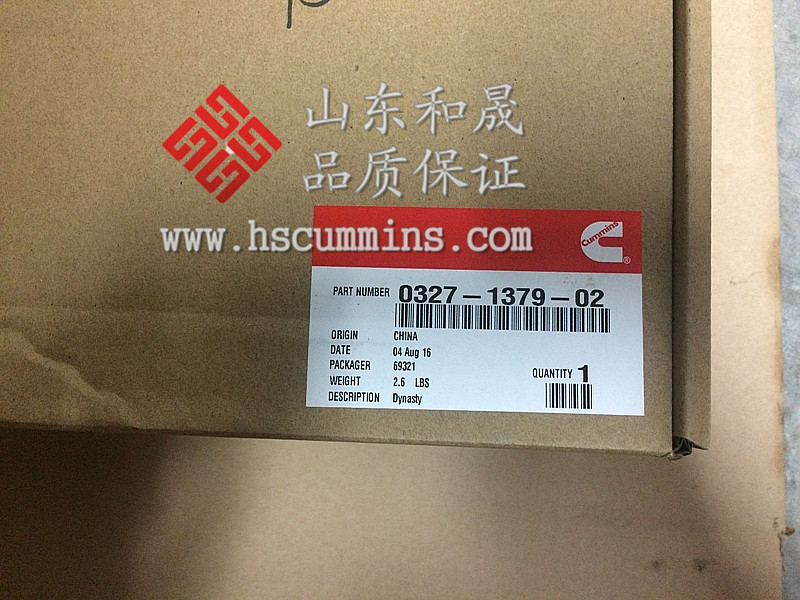 山东和晟
品质保证
www.hscummins.com
Cummins
®
PART NUMBER 0327-1379-02
ORIGIN CHINA
DATE 04 Aug 16
PACKAGER 69321
WEIGHT 2.6 LBS
QUANTITY 1
DESCRIPTION Dynasty